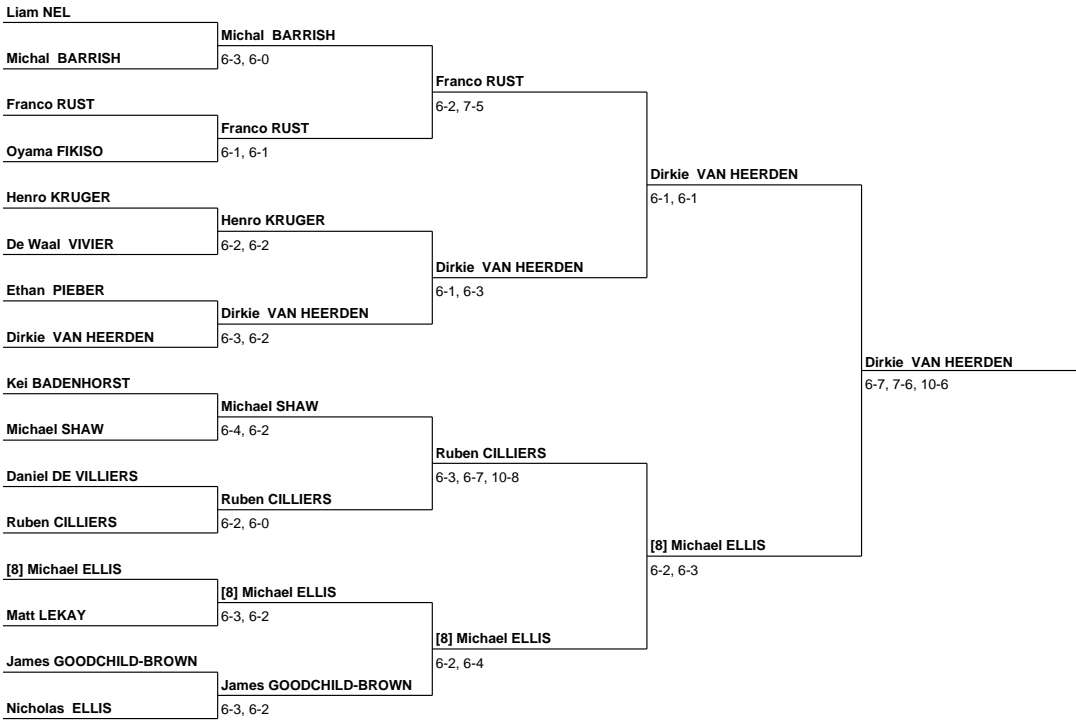 Liam NEL
Michal BARRISH
Franco RUST
Oyama FIKISO
Henro KRUGER
De Waal VIVIER
Ethan PIEBER
Dirkie VAN HEERDEN
Kei BADENHORST
Michael SHAW
Daniel DE VILLIERS
Ruben CILLIERS
[8] Michael ELLIS
Matt LEKAY
James GOODCHILD-BROWN
Nicholas ELLIS
Michal BARRISH
6-3, 6-0
Franco RUST
6-1, 6-1
Henro KRUGER
6-2, 6-2
Dirkie VAN HEERDEN
6-3, 6-2
Michael SHAW
6-4, 6-2
Ruben CILLIERS
6-2, 6-0
[8] Michael ELLIS
6-3, 6-2
James GOODCHILD-BROWN
6-3, 6-2
Franco RUST
6-2, 7-5
Dirkie VAN HEERDEN
6-1, 6-3
Ruben CILLIERS
6-3, 6-7, 10-8
[8] Michael ELLIS
6-2, 6-4
Dirkie VAN HEERDEN
6-1, 6-1
[8] Michael ELLIS
6-2, 6-3
Dirkie VAN HEERDEN
6-7, 7-6, 10-6